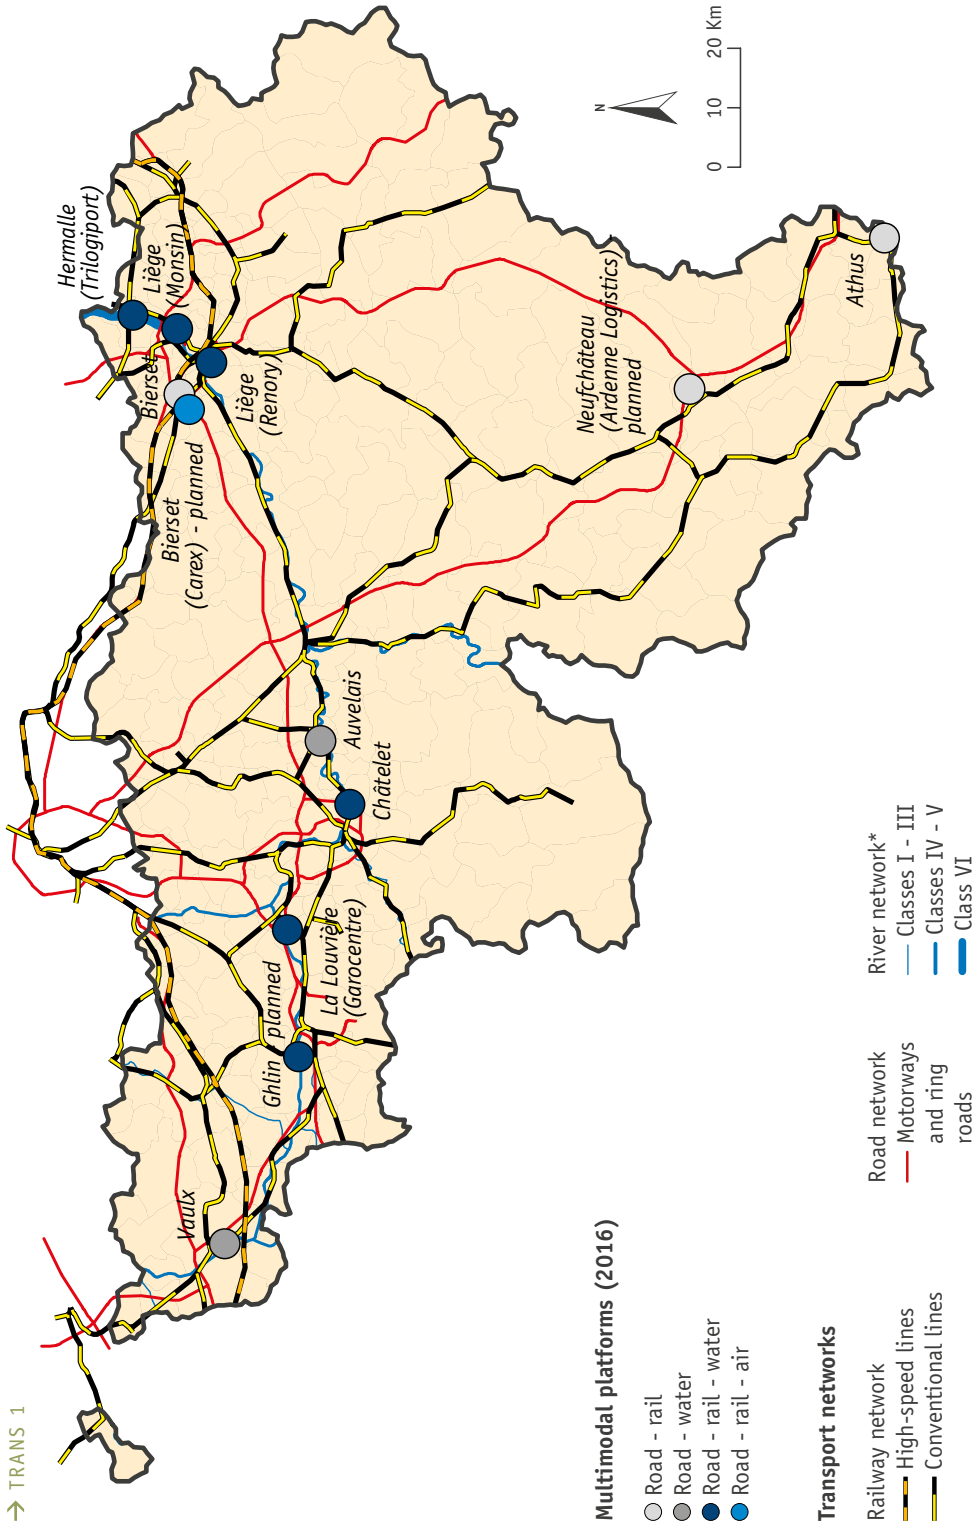 → TRANS 1
Hermalle
(Trilogiport)
Liège
(Monsin)
Bierset
Liège
(Renory)
Bierset
(Carex) - planned
Neufchâteau
(Ardenne Logistics) -
planned
Athus
Auvelais
Châtelet
La Louvière
(Garocentre)
Ghlin - planned
Vaulx
N
0 10 20 Km
Multimodal platforms (2016)
Road - rail
Road - water
Road - rail - water
Road - rail - air
Transport networks
Railway network
High-speed lines
Conventional lines
Road network
Motorways
and ring
roads
River network*
Classes I - III
Classes IV - V
Class VI